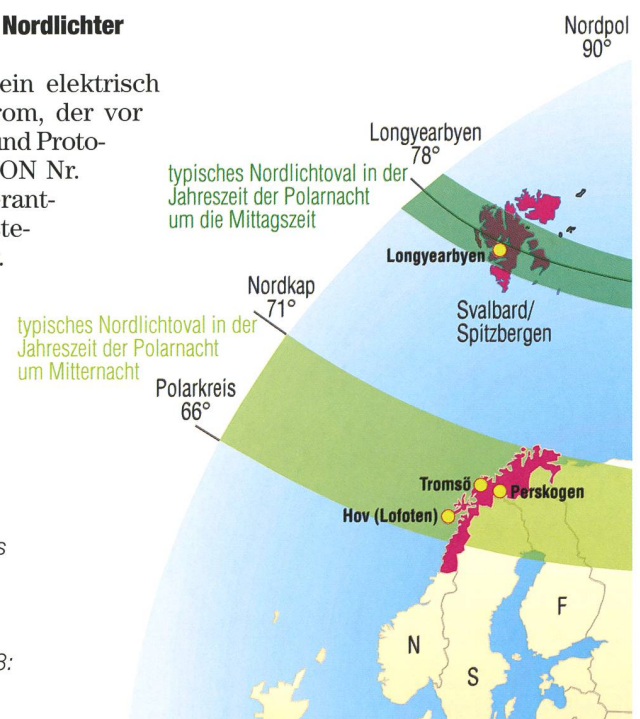 Nordlichter
ein elektrisch
rom, der vor
und Proto-
ON Nr.
erant-
te-
s
3:
Nordpol
90°
Longyearbyen
78°
typisches Nordlichtoval in der
Jahreszeit der Polarnacht
um die Mittagszeit
Longyearbyen
Svalbard/
Spitzbergen
Nordkap
71°
typisches Nordlichtoval in der
Jahreszeit der Polarnacht
um Mitternacht
Polarkreis
66°
Tromsö
Perskogen
Hov (Lofoten)
F
N
S